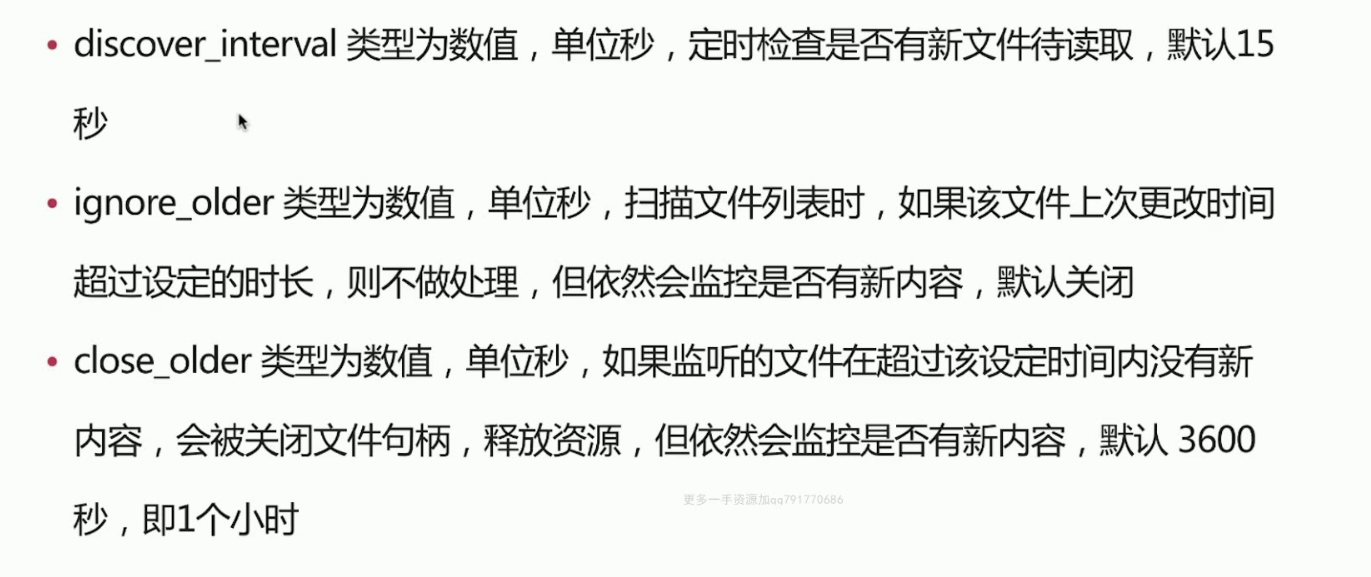 • discover_interval 类型为数值，单位秒，定时检查是否有新文件待读取，默认15
秒
• ignore_older 类型为数值，单位秒，扫描文件列表时，如果该文件上次更改时间
超过设定的时长，则不做处理，但依然会监控是否有新内容，默认关闭
• close_older 类型为数值，单位秒，如果监听的文件在超过该设定时间内没有新
内容，会被关闭文件句柄，释放资源，但依然会监控是否有新内容，默认 3600
秒，即1个小时
更多一手资源加qq791770686